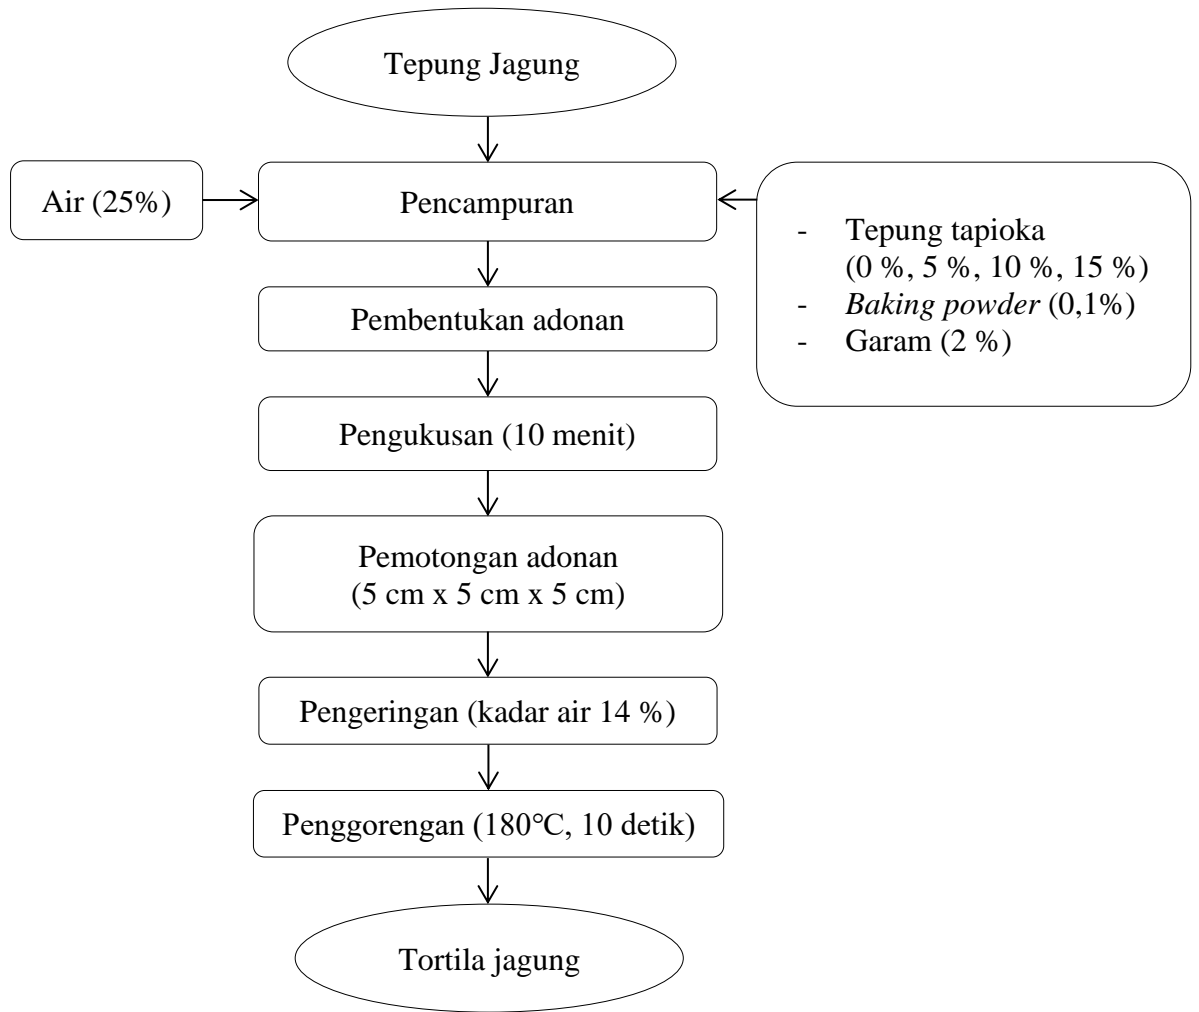 Tepung Jagung
Air (25%)
Pencampuran
- Tepung tapioka
(0 %, 5 %, 10 %, 15 %)
- Baking powder (0,1%)
- Garam (2 %)
Pembentukan adonan
Pengukusan (10 menit)
Pemotongan adonan
(5 cm x 5 cm x 5 cm)
Pengeringan (kadar air 14 %)
Penggorengan (180°C, 10 detik)
Tortila jagung